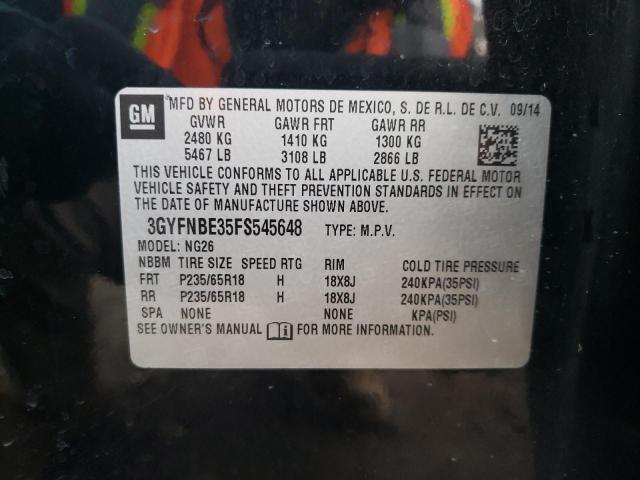 GM MFD BY GENERAL MOTORS DE MEXICO, S. DE R.L. DE C.V. 09/14
GVWR GAWR FRT GAWR RR
2480 KG 1410 KG 1300 KG
5467 LB 3108 LB 2866 LB
THIS VEHICLE CONFORMS TO ALL APPLICABLE U.S. FEDERAL MOTOR
VEHICLE SAFETY AND THEFT PREVENTION STANDARDS IN EFFECT ON
THE DATE OF MANUFACTURE SHOWN ABOVE.
3GYFNBE35FS545648 TYPE: M.P.V.
MODEL: NG26
NBBM TIRE SIZE SPEED RTG RIM COLD TIRE PRESSURE
FRT P235/65R18 H 18X8J 240KPA(35PSI)
RR P235/65R18 H 18X8J 240KPA(35PSI)
SPA NONE NONE KPA(PSI)
SEE OWNER'S MANUAL FOR MORE INFORMATION.